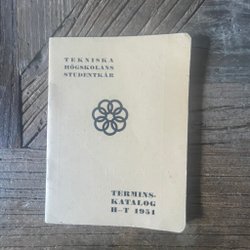 TEKNISKA
HÖGSKOLANS
STUDENTKÅR
TERMINS-
KATALOG
H-T 1951